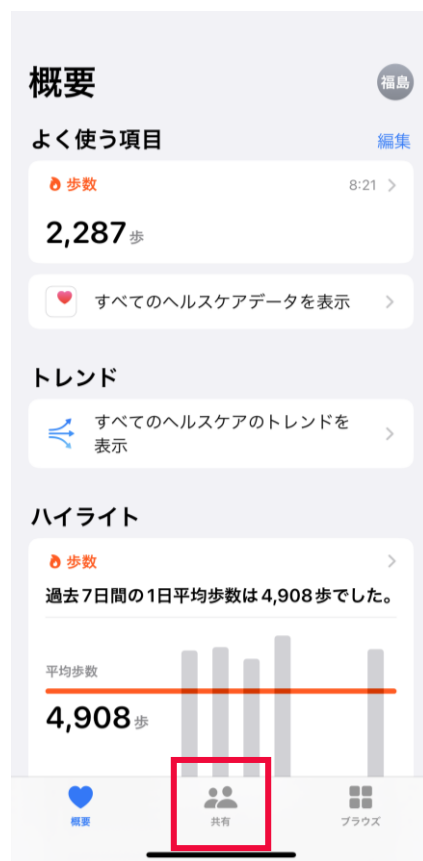 概要
福島
よく使う項目
編集
歩数
8:21
2,287歩
すべてのヘルスケアデータを表示
トレンド
すべてのヘルスケアのトレンドを
表示
ハイライト
歩数
過去7日間の1日平均歩数は4,908歩でした。
平均歩数
4,908歩
概要
共有
ブラウズ